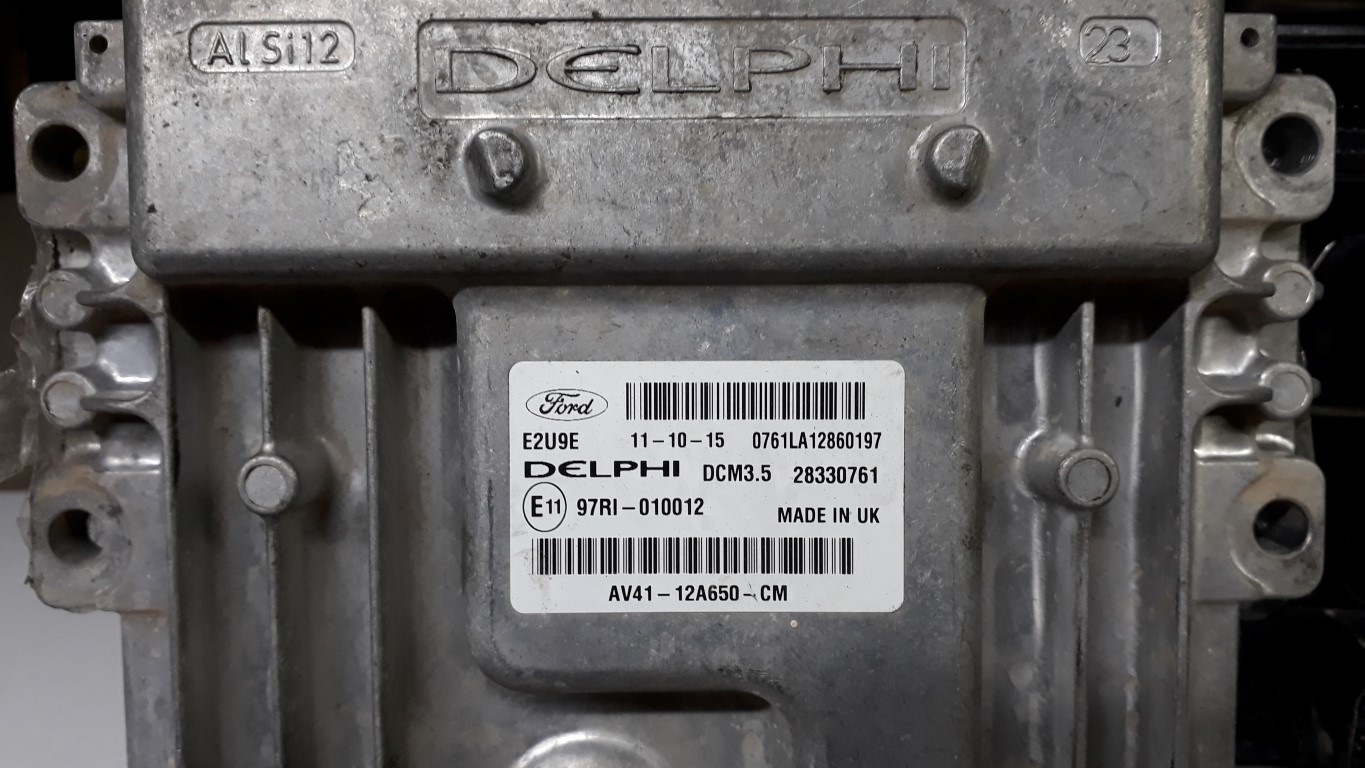 AlSi12 DELPHI 23
Ford
E2U9E 11-10-15 0761LA12860197
DELPHI DCM3.5 28330761
E11 97RI-010012 MADE IN UK
AV41-12A650-CM